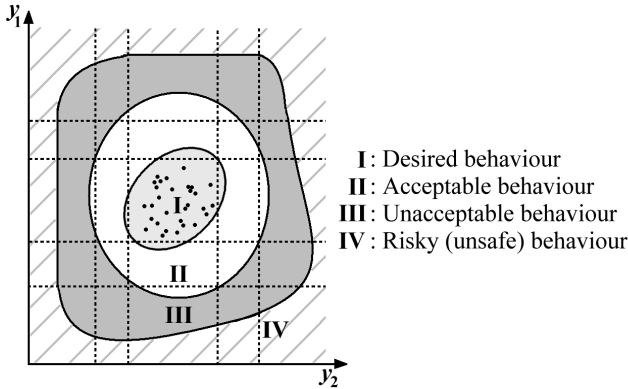 y1
I : Desired behaviour
II : Acceptable behaviour
III : Unacceptable behaviour
IV : Risky (unsafe) behaviour
I
II
III
IV
y2